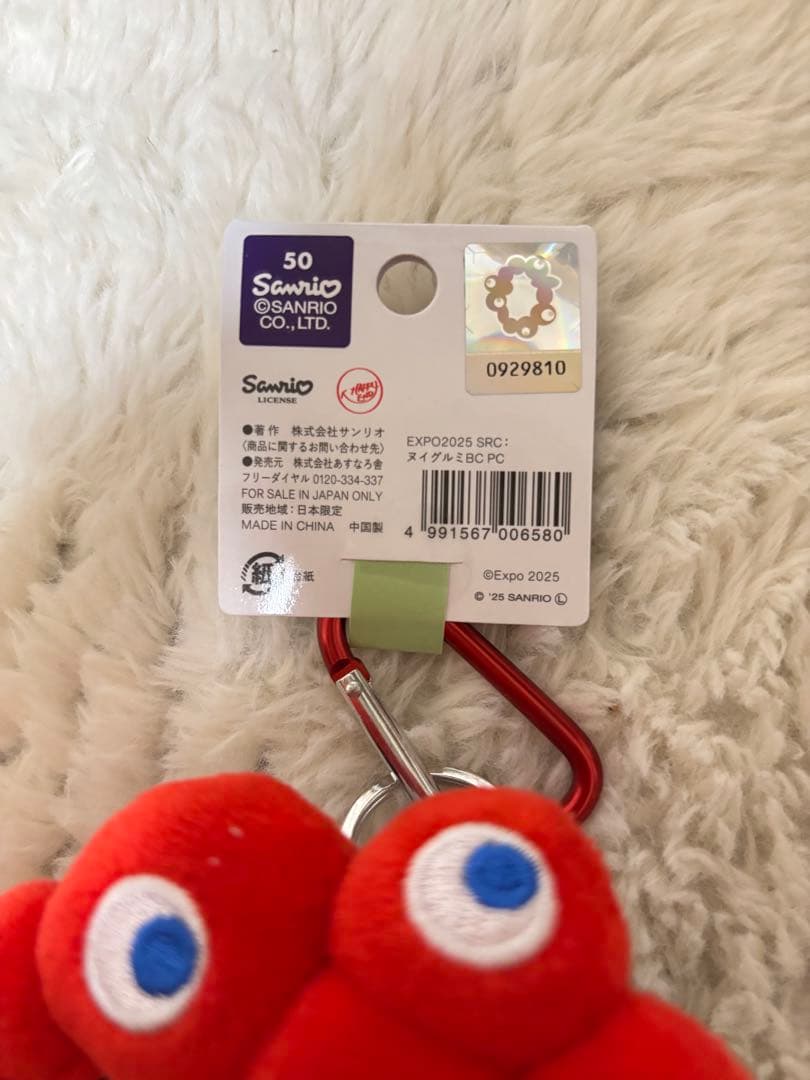 50
Sanrio
©SANRIO
CO., LTD.
0929810
Sanrio
LICENSE
●著作 株式会社サンリオ
〈商品に関するお問い合わせ先〉
●発売元 株式会社あすなろ舎
フリーダイヤル 0120-334-337
FOR SALE IN JAPAN ONLY
販売地域:日本限定
MADE IN CHINA 中国製
EXPO2025 SRC:
ヌイグルミBC PC
4 991567 006580
紙 台紙
©Expo 2025
© '25 SANRIO Ⓛ